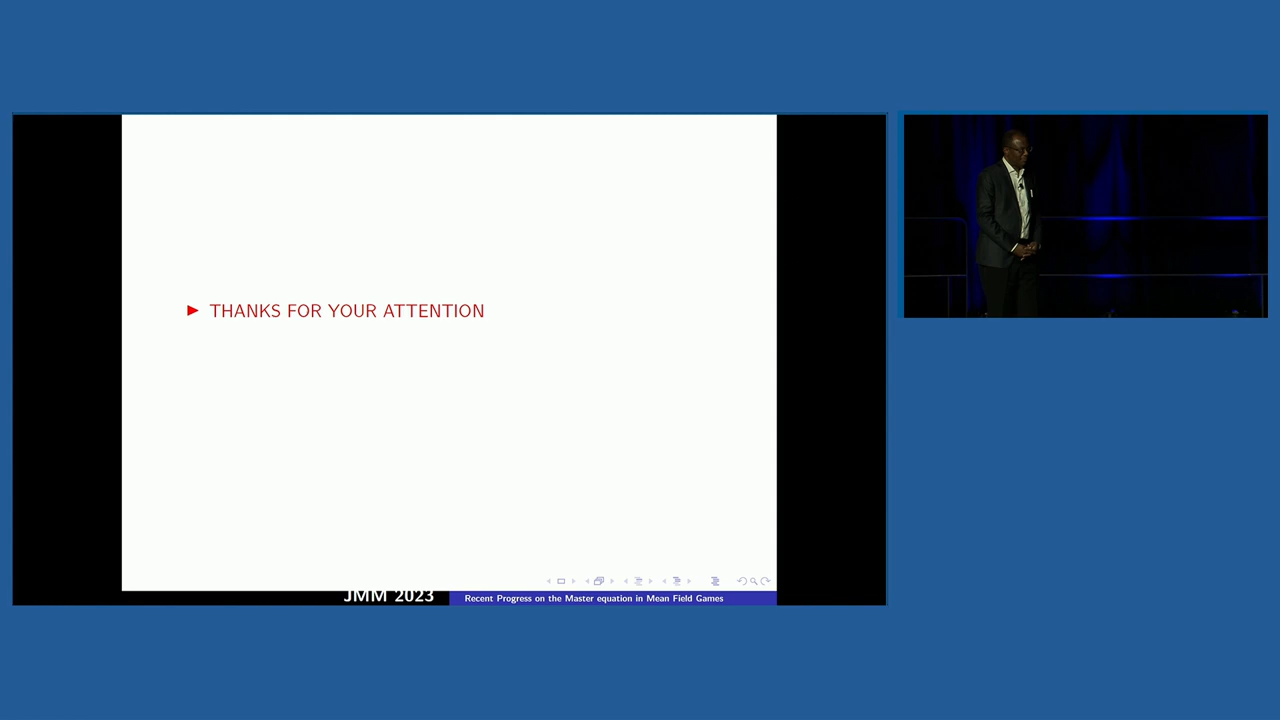 ► THANKS FOR YOUR ATTENTION
JMM 2023
Recent Progress on the Master equation in Mean Field Games